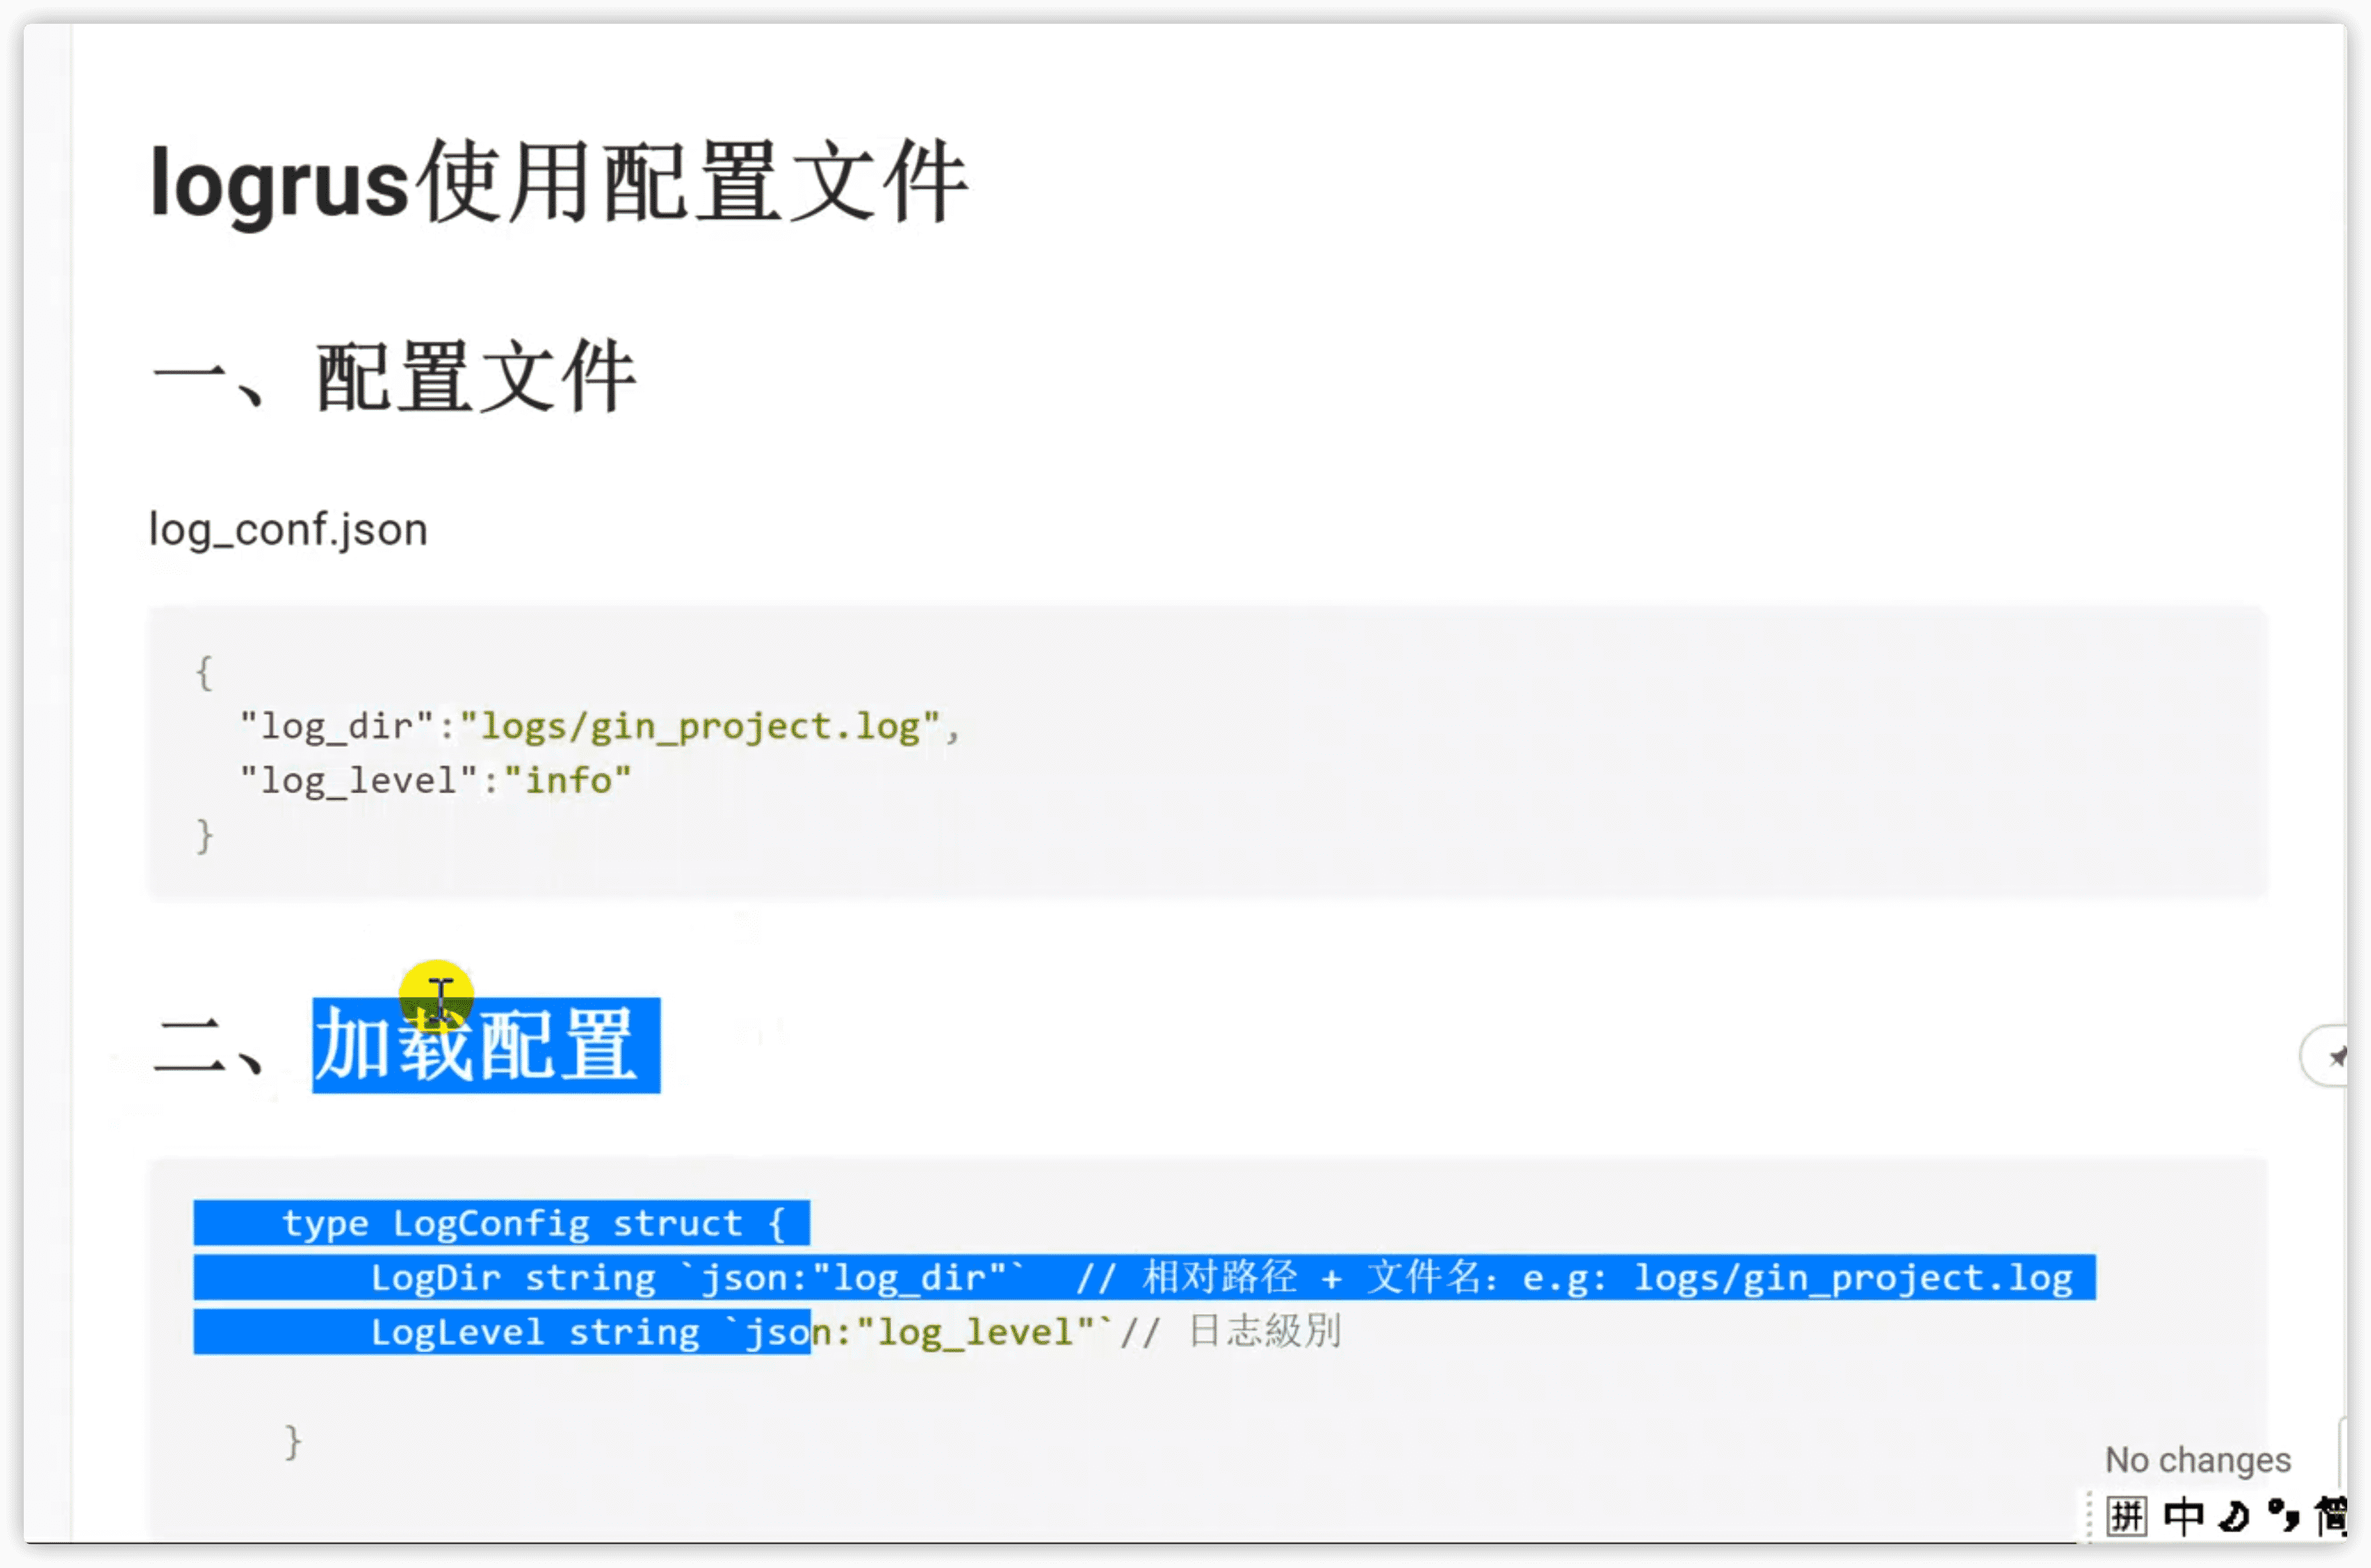 logrus使用配置文件
一、配置文件
log_conf.json
{
"log_dir":"logs/gin_project.log",
"log_level":"info"
}
二、加载配置
type LogConfig struct {
LogDir string `json:"log_dir"`  // 相对路径 + 文件名：e.g: logs/gin_project.log
LogLevel string `json:"log_level"`// 日志級別
}
No changes
拼 中 简